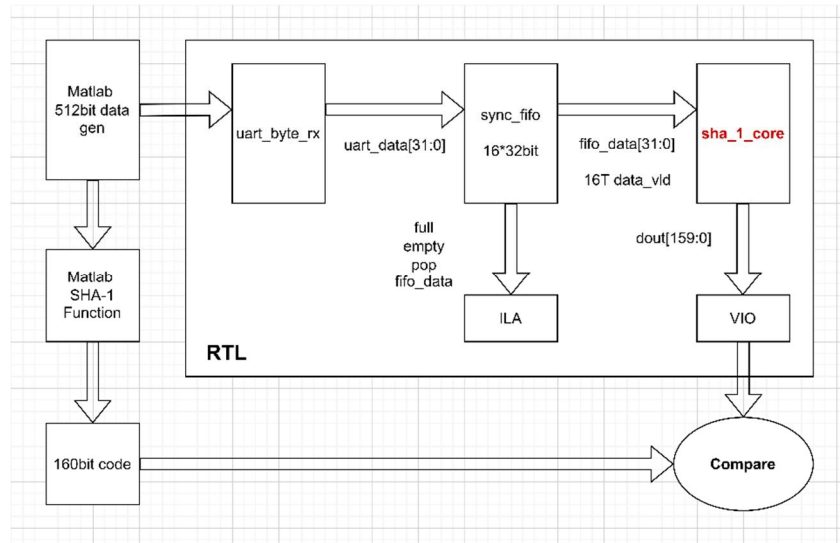 Matlab
512bit data
gen
uart_byte_rx
uart_data[31:0]
sync_fifo
16*32bit
fifo_data[31:0]
16T data_vld
sha_1_core
full
empty
pop
fifo_data
dout[159:0]
Matlab
SHA-1
Function
ILA
VIO
RTL
160bit code
Compare